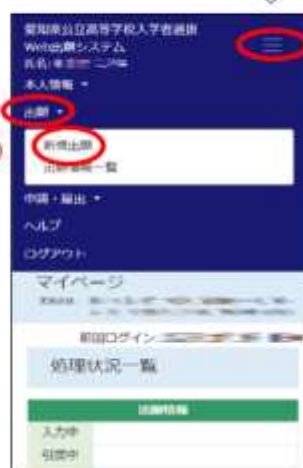 愛知県公立高等学校入学者選抜
Web出願システム
氏名:
本人情報
出願
新規出願
出願情報一覧
申請・届出
ヘルプ
ログアウト
マイページ
前回ログイン:
処理状況一覧
出願情報
入力中
引戻中